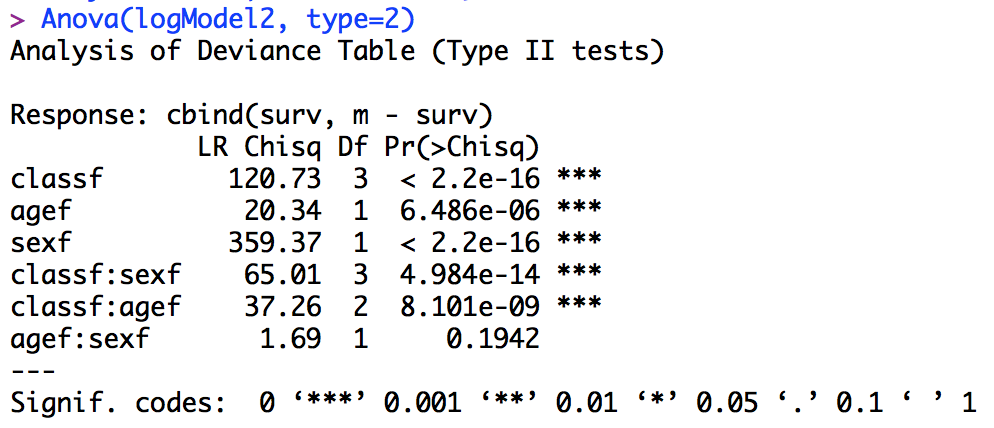 > Anova(logModel2, type=2)
Analysis of Deviance Table (Type II tests)
Response: cbind(surv, m - surv)
LR Chisq Df Pr(>Chisq)
classf 120.73 3 < 2.2e-16 ***
agef 20.34 1 6.486e-06 ***
sexf 359.37 1 < 2.2e-16 ***
classf:sexf 65.01 3 4.984e-14 ***
classf:agef 37.26 2 8.101e-09 ***
agef:sexf 1.69 1 0.1942
---
Signif. codes: 0 ‘***’ 0.001 ‘**’ 0.01 ‘*’ 0.05 ‘.’ 0.1 ‘ ’ 1